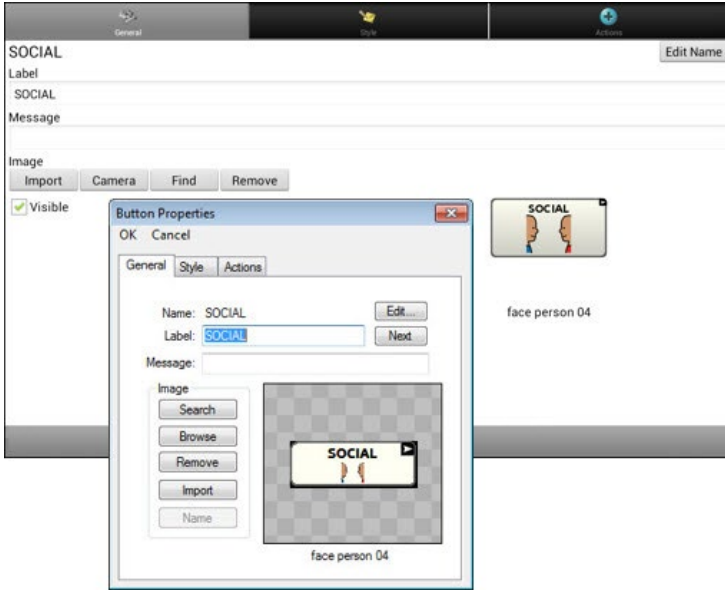 General Style Actions
SOCIAL Edit Name
Label
SOCIAL
Message
Image
Import Camera Find Remove
Visible
SOCIAL
face person 04
Button Properties
OK Cancel
General Style Actions
Name: SOCIAL Edit...
Label: SOCIAL Next
Message:
Image
Search
Browse
Remove
Import
Name
SOCIAL
face person 04